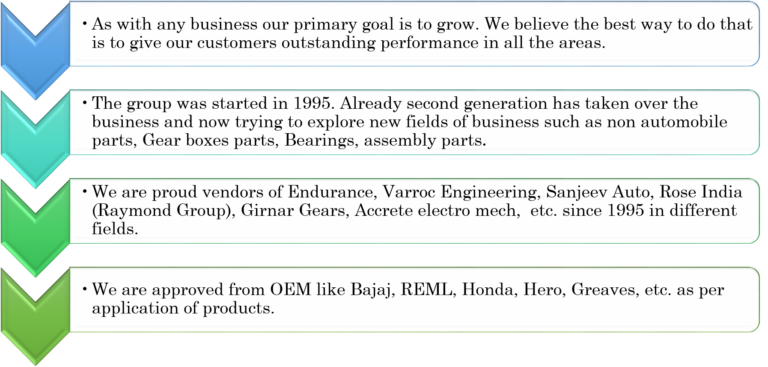 • As with any business our primary goal is to grow. We believe the best way to do that
is to give our customers outstanding performance in all the areas.
• The group was started in 1995. Already second generation has taken over the
business and now trying to explore new fields of business such as non automobile
parts, Gear boxes parts, Bearings, assembly parts.
• We are proud vendors of Endurance, Varroc Engineering, Sanjeev Auto, Rose India
(Raymond Group), Girnar Gears, Accrete electro mech,  etc. since 1995 in different
fields.
• We are approved from OEM like Bajaj, REML, Honda, Hero, Greaves, etc. as per
application of products.